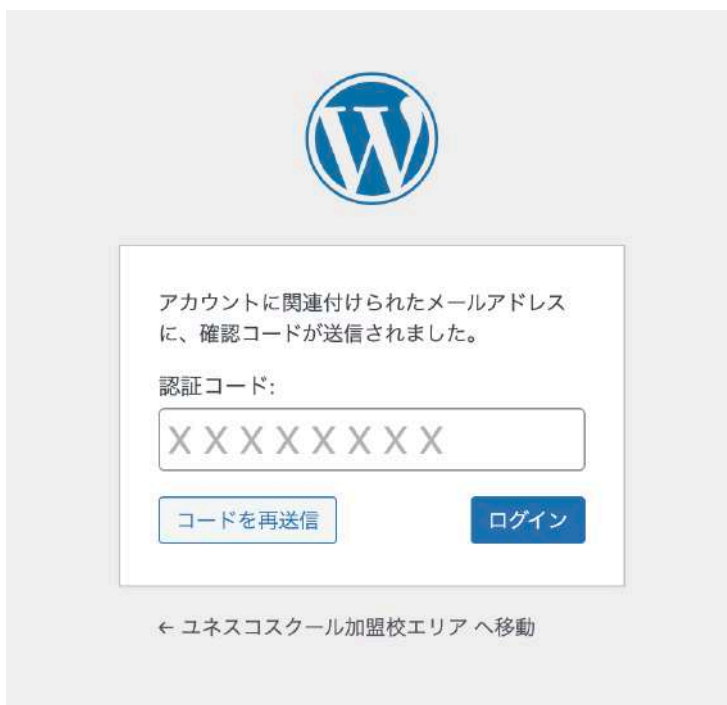 アカウントに関連付けられたメールアドレス
に、確認コードが送信されました。
認証コード:
X X X X X X X X
コードを再送信
ログイン
← ユネスコスクール加盟校エリア へ移動